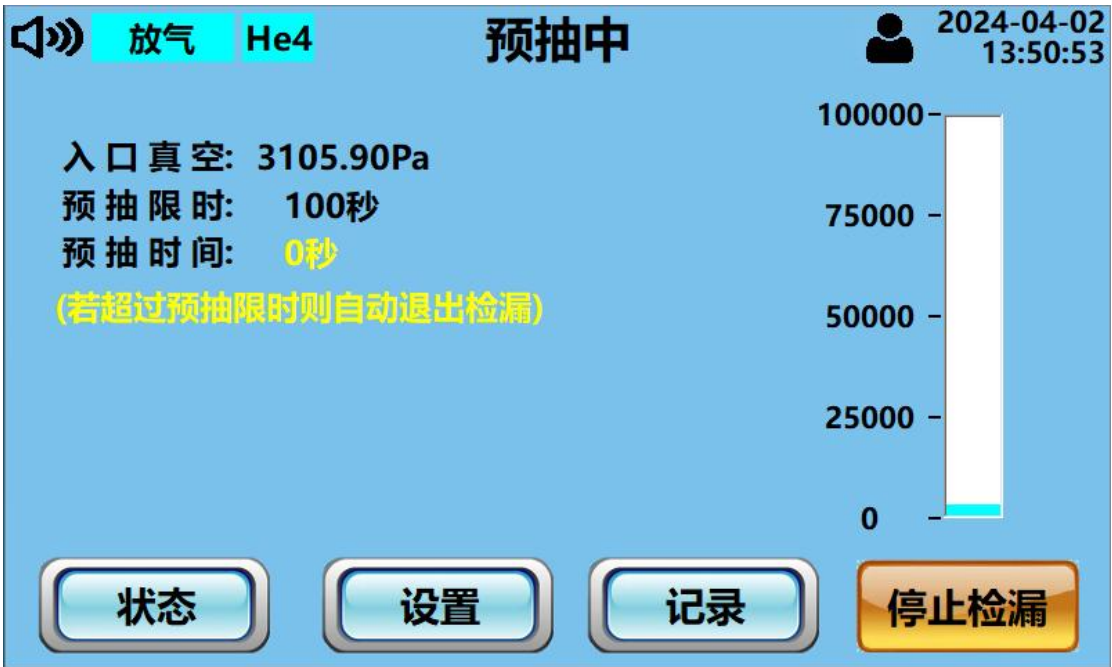 放气 He4 预抽中 2024-04-02
13:50:53
100000
入口真空: 3105.90Pa
预抽限时: 100秒
75000
预抽时间: 0秒
(若超过预抽限时则自动退出检漏)
50000
25000
0
状态 设置 记录 停止检漏